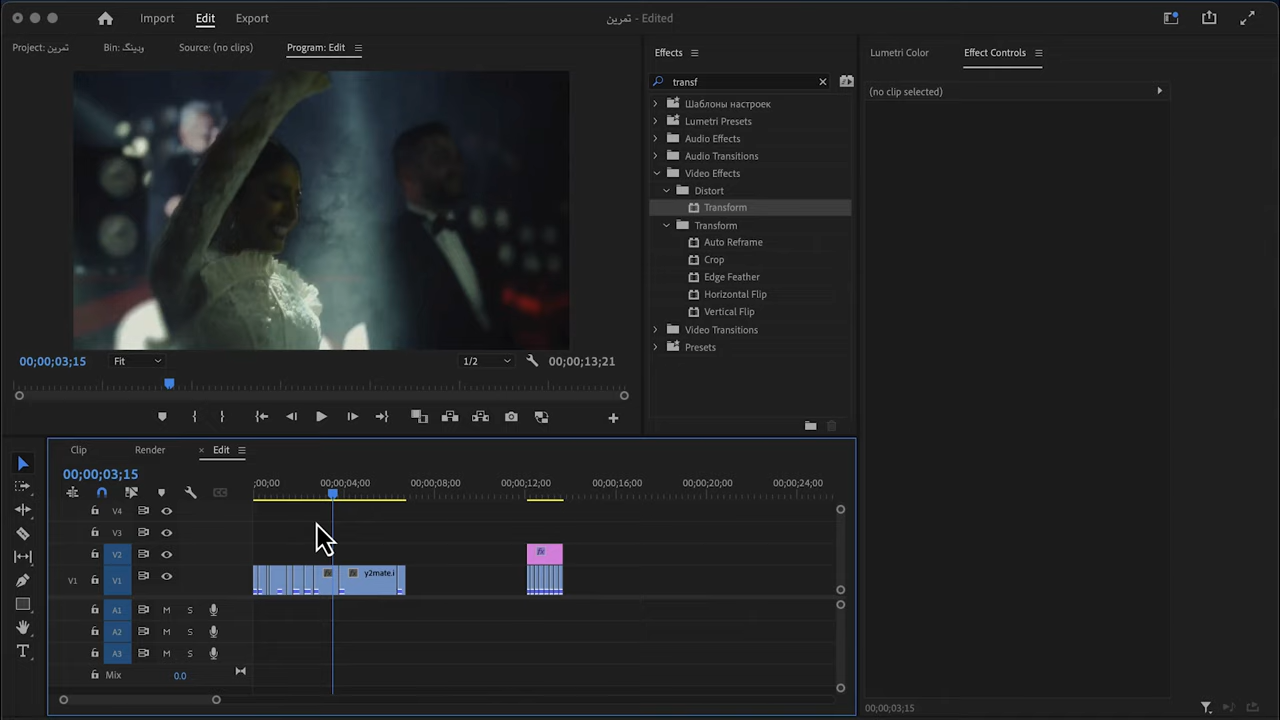 Import Edit Export تمرین - Edited
Project: تمرین Bin: ودینگ Source: (no clips) Program: Edit
00;00;03;15 Fit 1/2 00;00;13;21
Effects
transf
Шаблоны настроек
Lumetri Presets
Audio Effects
Audio Transitions
Video Effects
Distort
Transform
Transform
Auto Reframe
Crop
Edge Feather
Horizontal Flip
Vertical Flip
Video Transitions
Presets
Lumetri Color Effect Controls
(no clip selected)
00;00;03;15
Clip Render × Edit
00;00;03;15
;00;00 00;00;04;00 00;00;08;00 00;00;12;00 00;00;16;00 00;00;20;00 00;00;24;00
V4
V3
V2 fx
V1 V1 fx fx y2mate.i
A1 M S
A2 M S
A3 M S
Mix 0.0